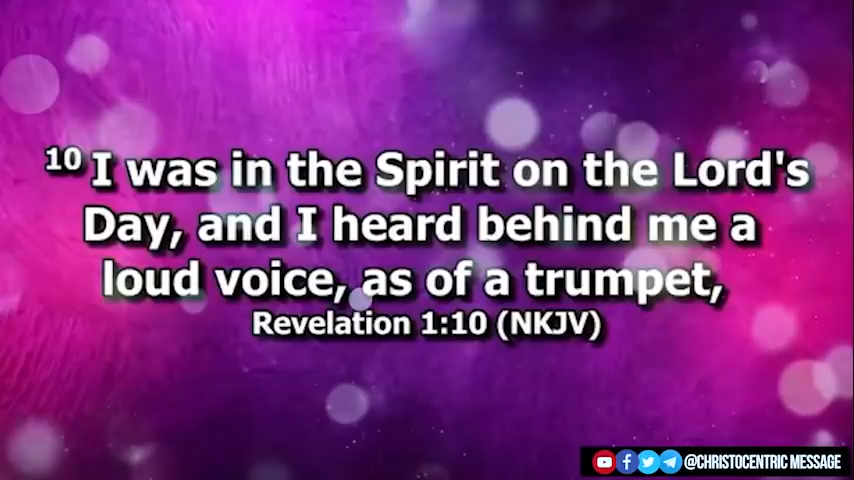 10 I was in the Spirit on the Lord's
Day, and I heard behind me a
loud voice, as of a trumpet,
Revelation 1:10 (NKJV)
@CHRISTOCENTRIC MESSAGE